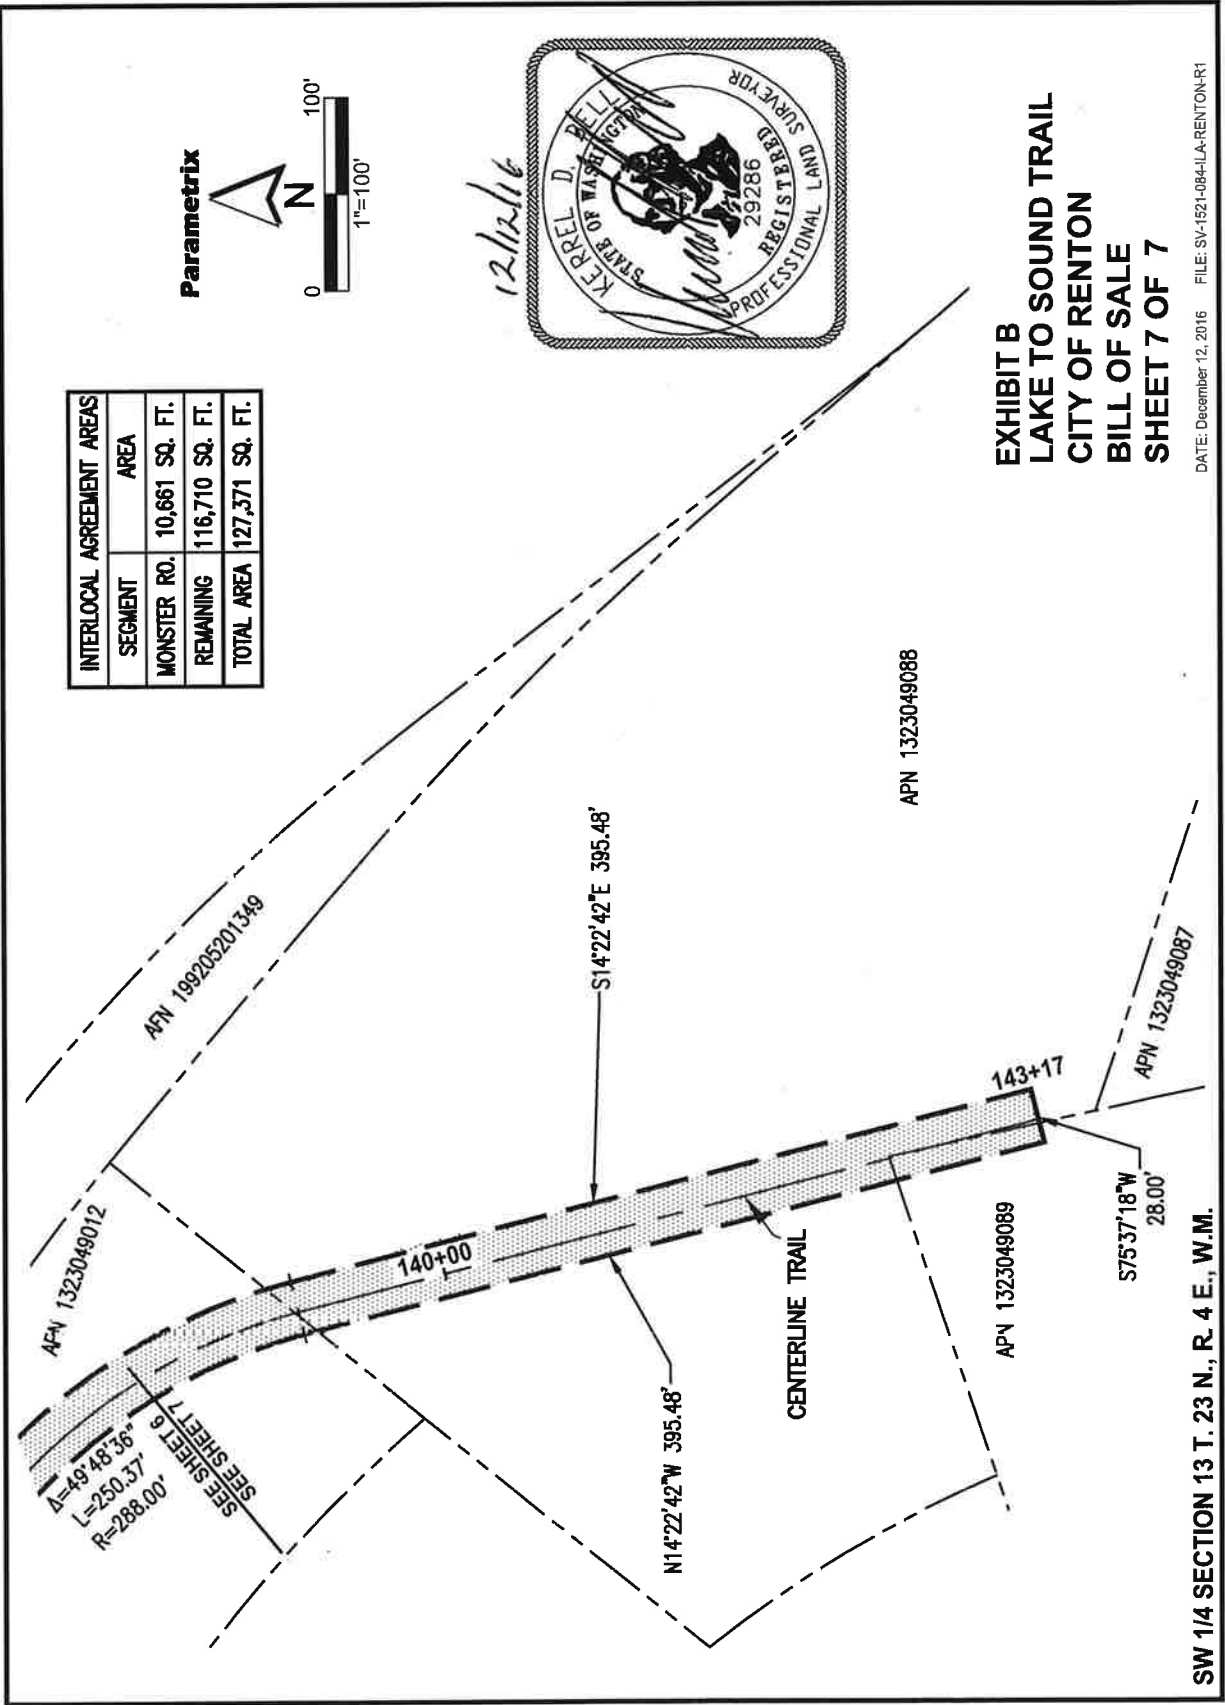 Parametrix
N
0
100'
1"=100'
INTERLOCAL AGREEMENT AREAS
SEGMENT AREA
MONSTER RD. 10,661 SQ. FT.
REMAINING 116,710 SQ. FT.
TOTAL AREA 127,371 SQ. FT.
12/12/16
KERREL D. BELL
STATE OF WASHINGTON
29286
REGISTERED
PROFESSIONAL LAND SURVEYOR
AFN 1323049012
AFN 199205201349
Δ=49°48'36"
L=250.37'
R=288.00'
SEE SHEET 6
SEE SHEET 7
140+00
S14°22'42"E 395.48'
N14°22'42"W 395.48'
CENTERLINE TRAIL
APN 1323049088
APN 1323049089
143+17
APN 1323049087
S75°37'18"W
28.00'
EXHIBIT B
LAKE TO SOUND TRAIL
CITY OF RENTON
BILL OF SALE
SHEET 7 OF 7
SW 1/4 SECTION 13 T. 23 N., R. 4 E., W.M.
DATE: December 12, 2016 FILE: SV-1521-084-ILA-RENTON-R1